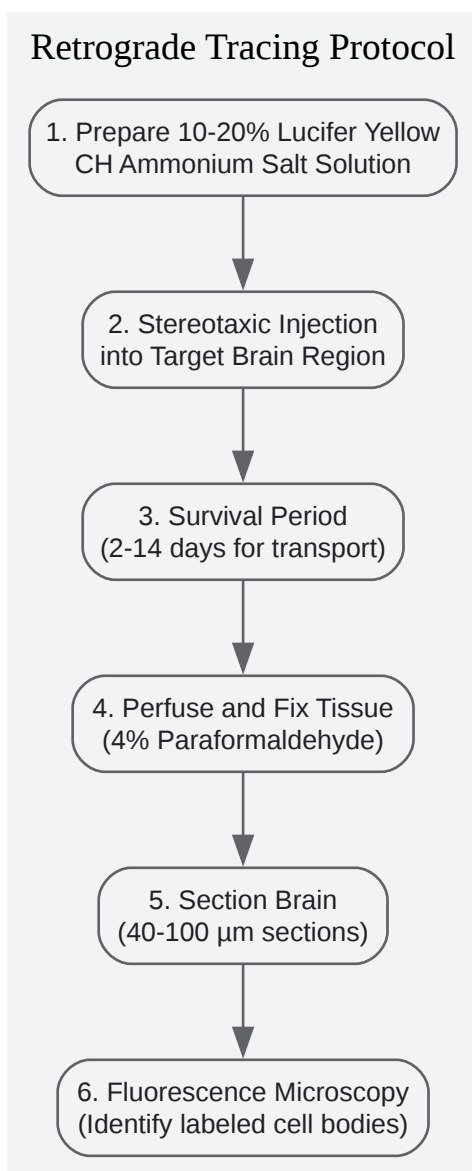 Retrograde Tracing Protocol
1. Prepare 10-20% Lucifer Yellow
CH Ammonium Salt Solution
2. Stereotaxic Injection
into Target Brain Region
3. Survival Period
(2-14 days for transport)
4. Perfuse and Fix Tissue
(4% Paraformaldehyde)
5. Section Brain
(40-100 µm sections)
6. Fluorescence Microscopy
(Identify labeled cell bodies)